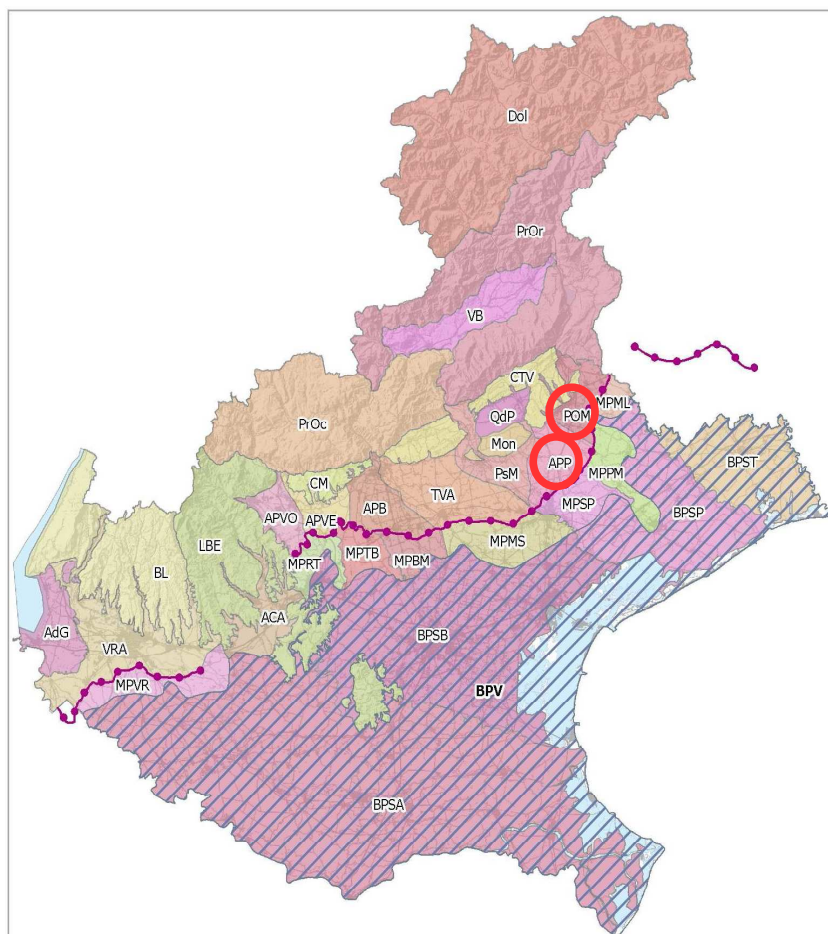 Dol
PrOr
VB
CTV
MPML
PrOc
QdP
POM
Mon
BPST
APP
CM
PsM
MPPM
TVA
MPSP
APB
BPSP
APVO
APVE
LBE
MPMS
MPTB
MPRT
MPBM
BL
ACA
AdG
BPSB
VRA
MPVR
BPV
BPSA